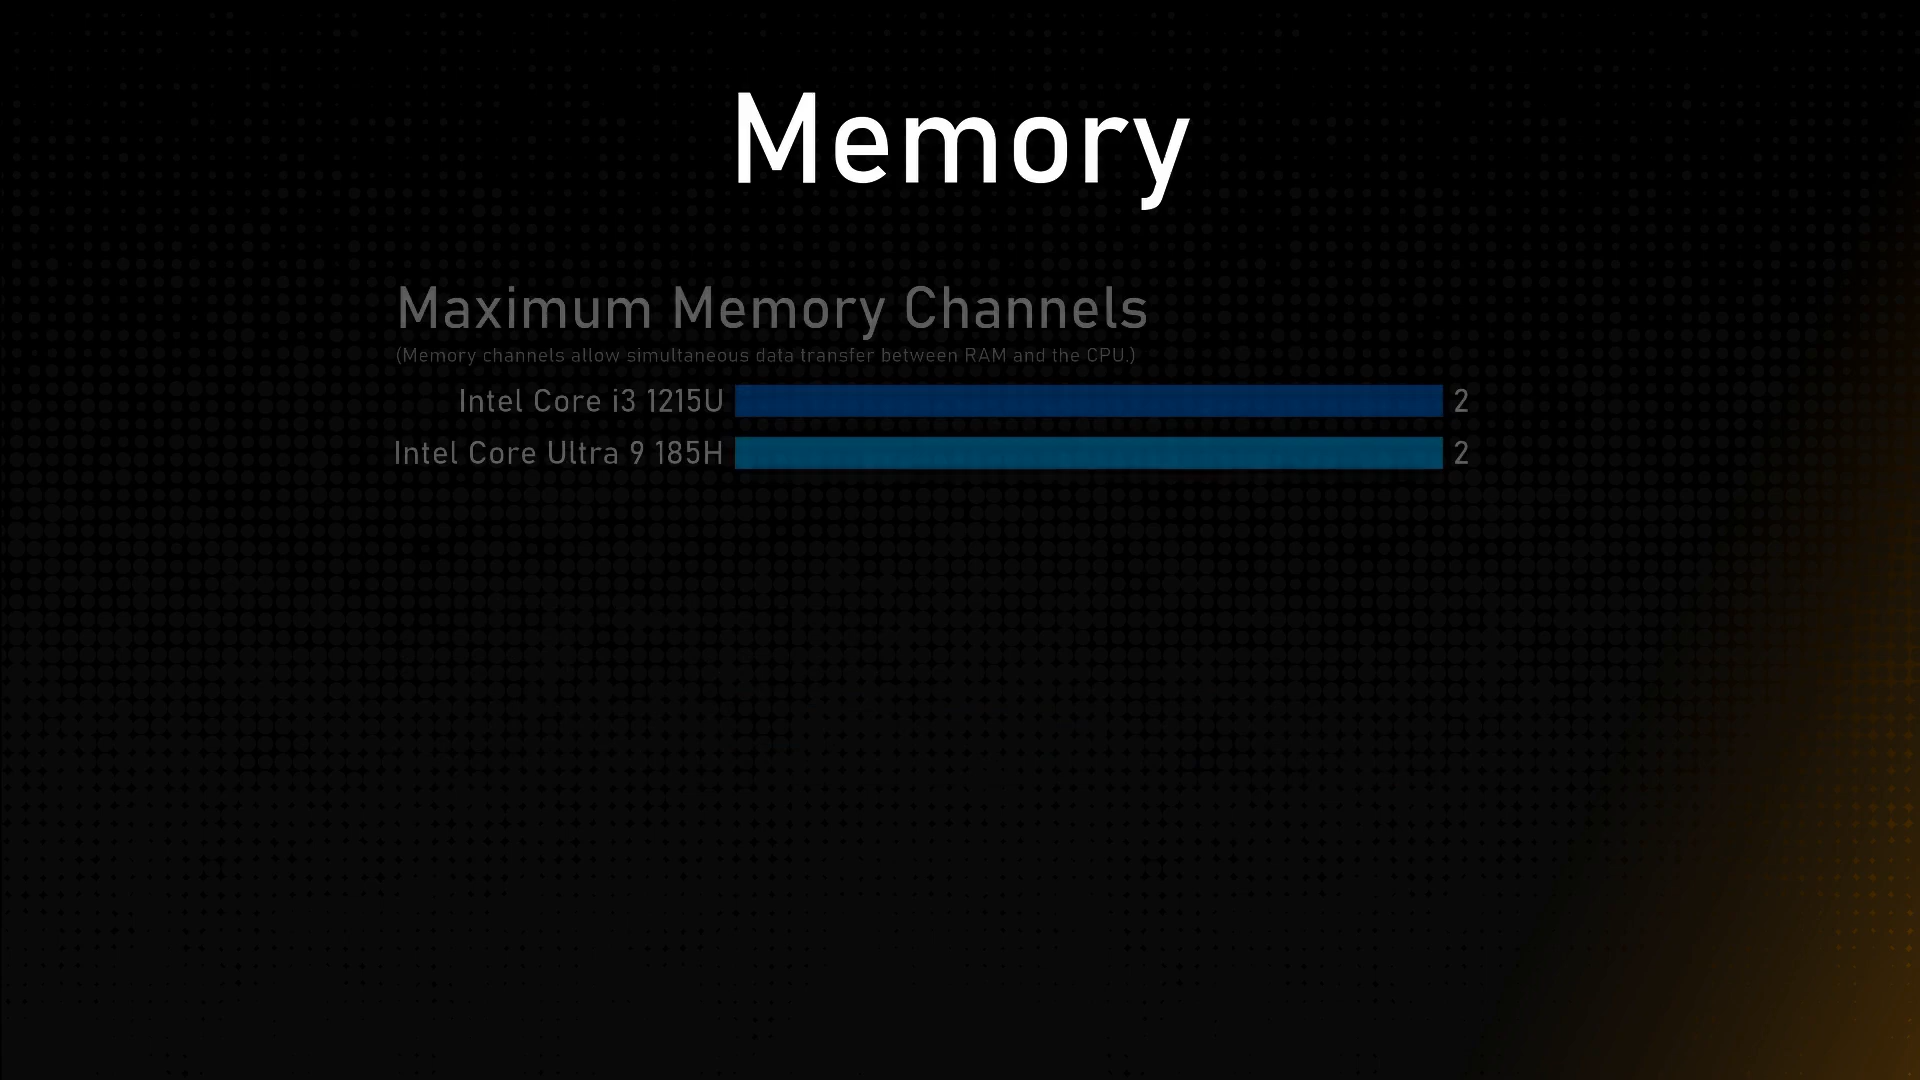 Memory
Maximum Memory Channels
(Memory channels allow simultaneous data transfer between RAM and the CPU.)
Intel Core i3 1215U 2
Intel Core Ultra 9 185H 2